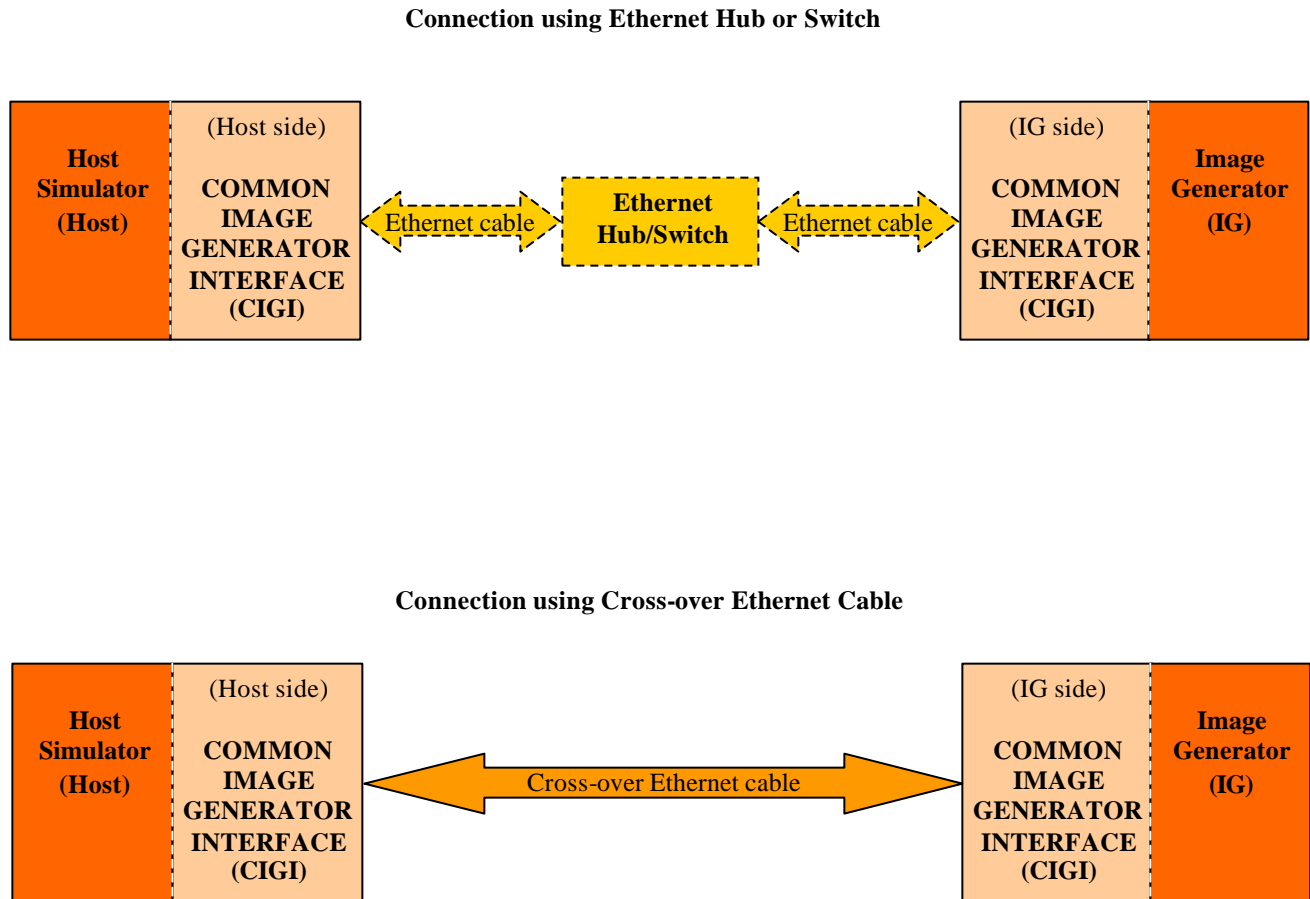 Connection using Ethernet Hub or Switch
Host
Simulator
(Host)
(Host side)
COMMON
IMAGE
GENERATOR
INTERFACE
(CIGI)
Ethernet cable
Ethernet
Hub/Switch
Ethernet cable
(IG side)
COMMON
IMAGE
GENERATOR
INTERFACE
(CIGI)
Image
Generator
(IG)
Connection using Cross-over Ethernet Cable
Host
Simulator
(Host)
(Host side)
COMMON
IMAGE
GENERATOR
INTERFACE
(CIGI)
Cross-over Ethernet cable
(IG side)
COMMON
IMAGE
GENERATOR
INTERFACE
(CIGI)
Image
Generator
(IG)